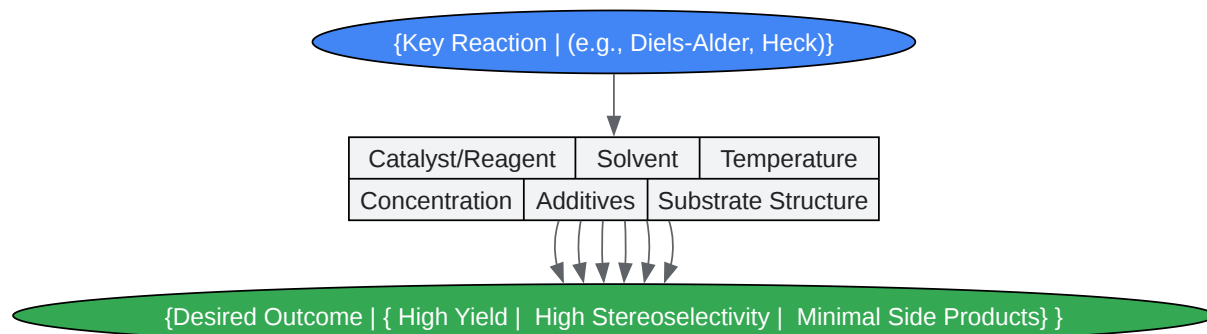 {Key Reaction | (e.g., Diels-Alder, Heck)}
Catalyst/Reagent Solvent Temperature
Concentration Additives Substrate Structure
{Desired Outcome | { High Yield |  High Stereoselectivity |  Minimal Side Products} }